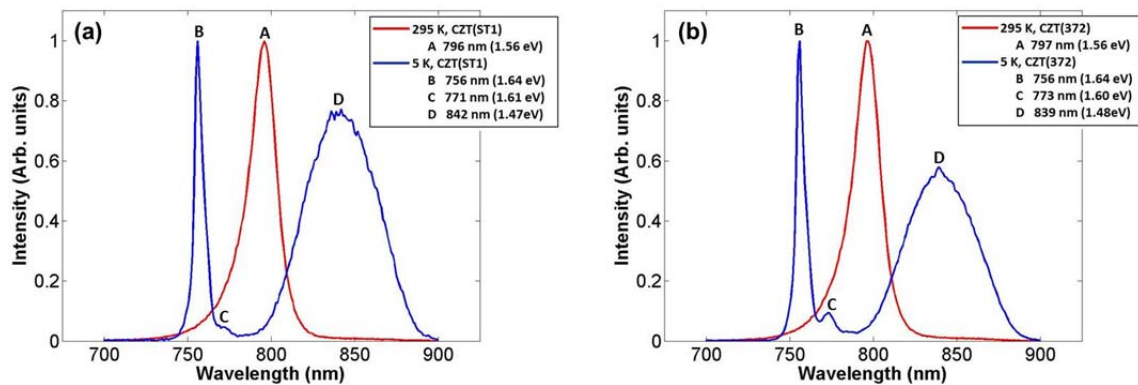 (a)
B
A
D
C
295 K, CZT(ST1)
A 796 nm (1.56 eV)
5 K, CZT(ST1)
B 756 nm (1.64 eV)
C 771 nm (1.61 eV)
D 842 nm (1.47eV)
Intensity (Arb. units)
1
0.8
0.6
0.4
0.2
0
700 750 800 850 900
Wavelength (nm)
(b)
B
A
D
C
295 K, CZT(372)
A 797 nm (1.56 eV)
5 K, CZT(372)
B 756 nm (1.64 eV)
C 773 nm (1.60 eV)
D 839 nm (1.48eV)
Intensity (Arb. units)
1
0.8
0.6
0.4
0.2
0
700 750 800 850 900
Wavelength (nm)